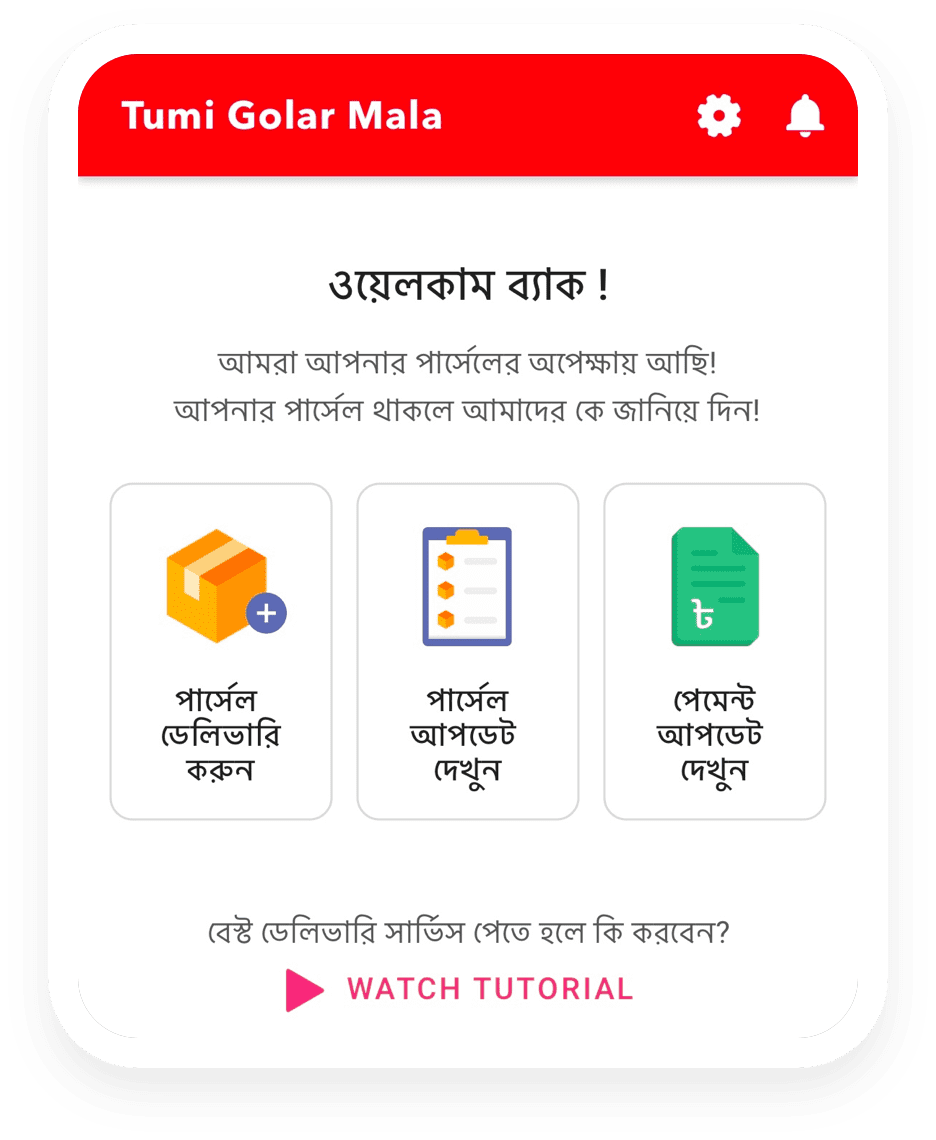 Tumi Golar Mala
ওয়েলকাম ব্যাক !
আমরা আপনার পার্সেলের অপেক্ষায় আছি!
আপনার পার্সেল থাকলে আমাদের কে জানিয়ে দিন!
পার্সেল
ডেলিভারি
করুন
পার্সেল
আপডেট
দেখুন
৳
পেমেন্ট
আপডেট
দেখুন
বেস্ট ডেলিভারি সার্ভিস পেতে হলে কি করবেন?
WATCH TUTORIAL